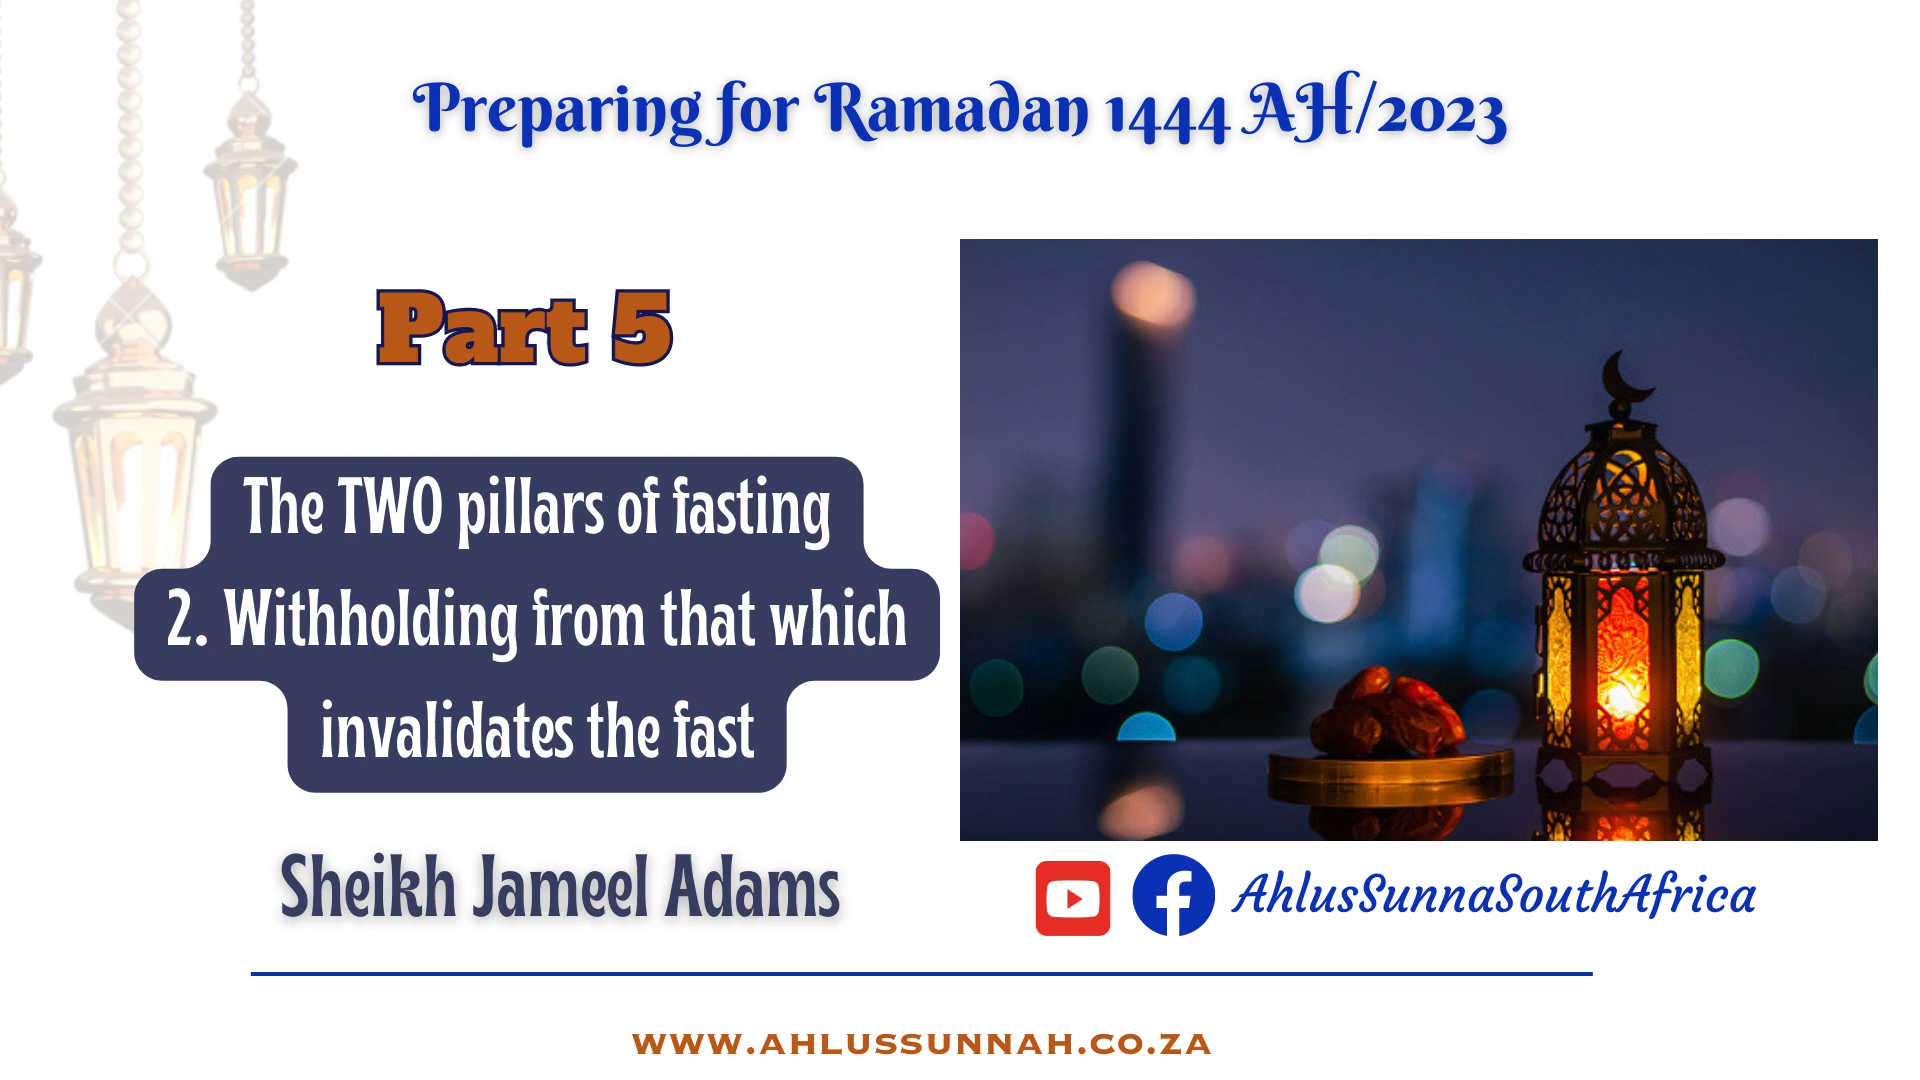 Preparing for Ramadan 1444 AH/2023
Part 5
The TWO pillars of fasting
2. Withholding from that which
invalidates the fast
Sheikh Jameel Adams
AhlusSunnaSouthAfrica
WWW.AHLUSSUNNAH.CO.ZA